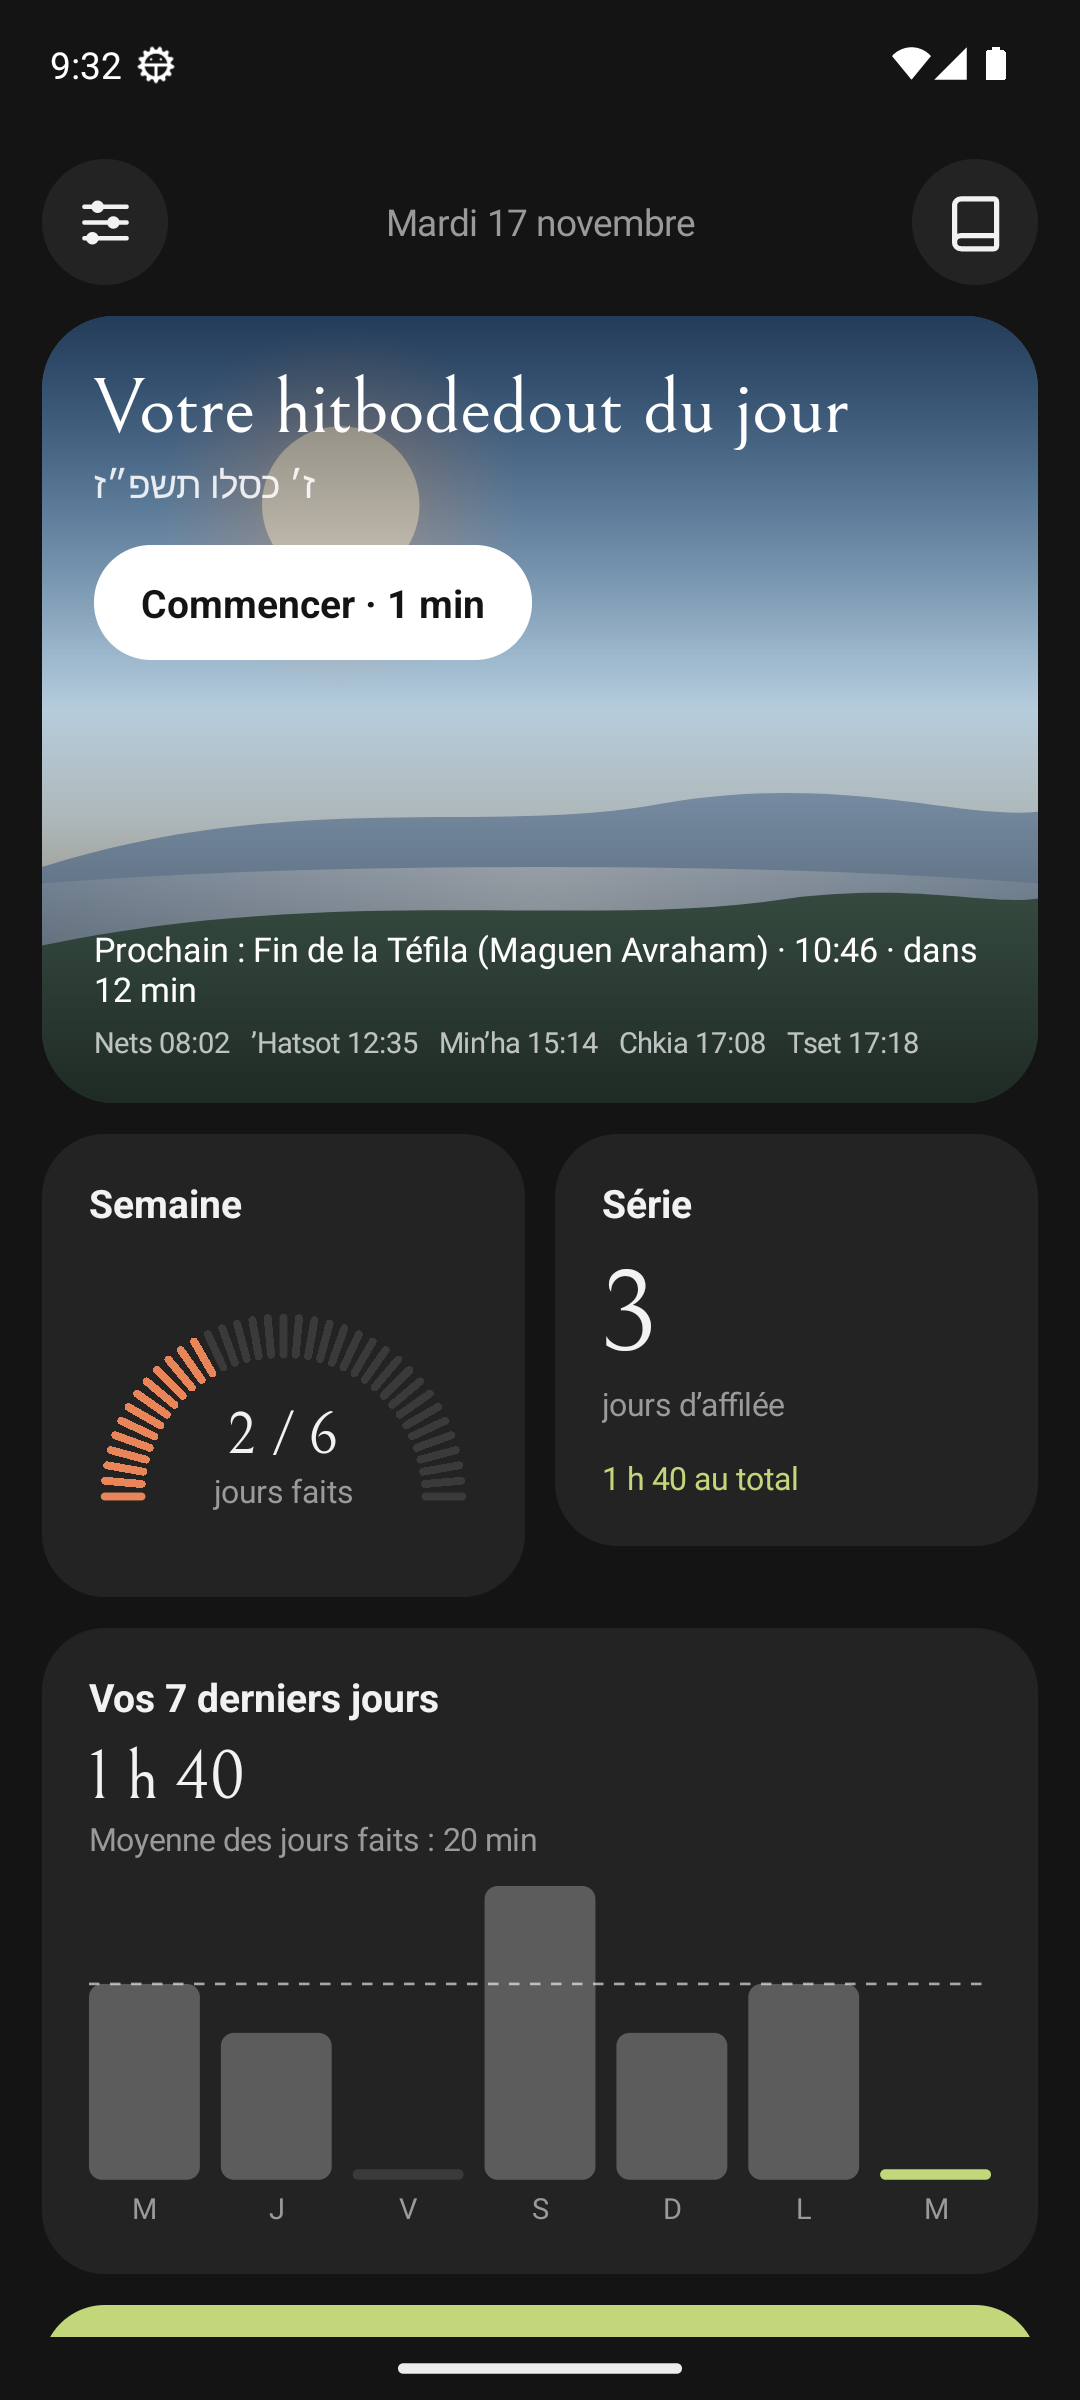 9:32
Mardi 17 novembre
Votre hitbodedout du jour
ז׳ כסלו תשפ״ז
Commencer · 1 min
Prochain : Fin de la Téfila (Maguen Avraham) · 10:46 · dans
12 min
Nets 08:02 ’Hatsot 12:35 Min’ha 15:14 Chkia 17:08 Tset 17:18
Semaine
2 / 6
jours faits
Série
3
jours d’affilée
1 h 40 au total
Vos 7 derniers jours
1 h 40
Moyenne des jours faits : 20 min
M J V S D L M